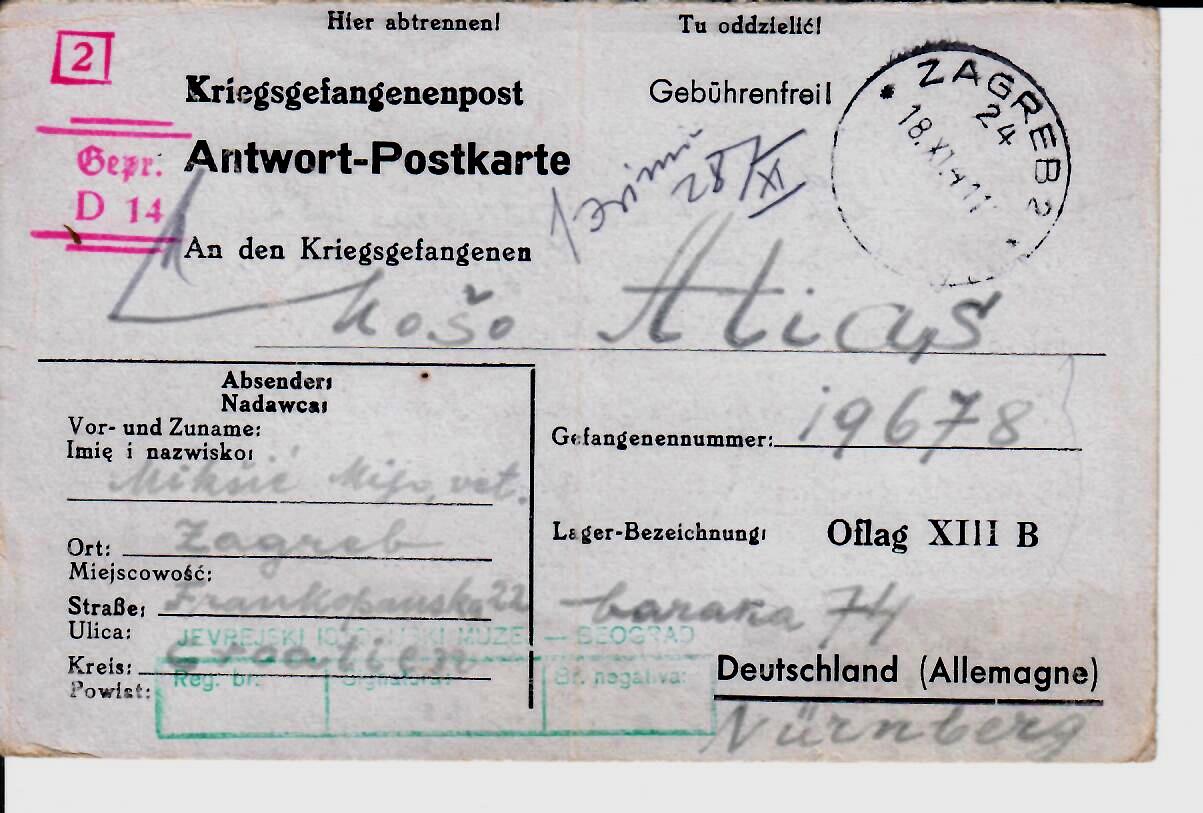 Hier abtrennen! Tu oddzielić!
2
Kriegsgefangenenpost Gebührenfrei!
ZAGREB 2
24
18.XI.41
Gepr.
D 14
Antwort-Postkarte
28/XI
An den Kriegsgefangenen
Košo Atias
Absender:
Nadawca:
Vor- und Zuname:
Imię i nazwisko:
Mikšić Mijo, vet.
Gefangenennummer: 19678
Ort: Zagreb
Miejscowość:
Lager-Bezeichnung: Oflag XIII B
Straße: Frankopanska 22
Ulica:
baraka 74
JEVREJSKI ISTORIJSKI MUZEJ — BEOGRAD
Kreis: Croatien
Powiat:
Reg. br. Signatura: Br. negativa:
Deutschland (Allemagne)
Nürnberg